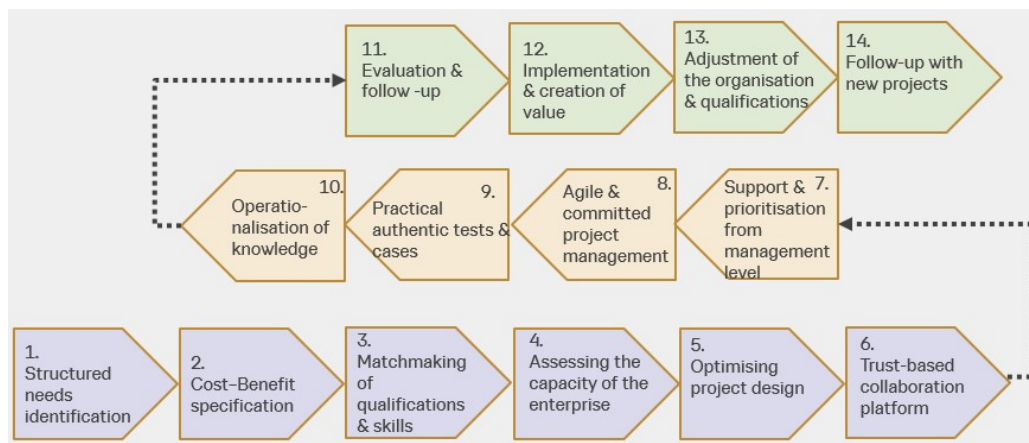 11.
Evaluation &
follow -up
12.
Implementation
& creation of
value
13.
Adjustment of
the organisation
& qualifications
14.
Follow-up with
new projects
10.
Operatio-
nalisation of
knowledge
9.
Practical
authentic tests &
cases
8.
Agile &
committed
project
management
7.
Support &
prioritisation
from
management
level
1.
Structured
needs
identification
2.
Cost–Benefit
specification
3.
Matchmaking
of
qualifications
& skills
4.
Assessing the
capacity of the
enterprise
5.
Optimising
project design
6.
Trust-based
collaboration
platform